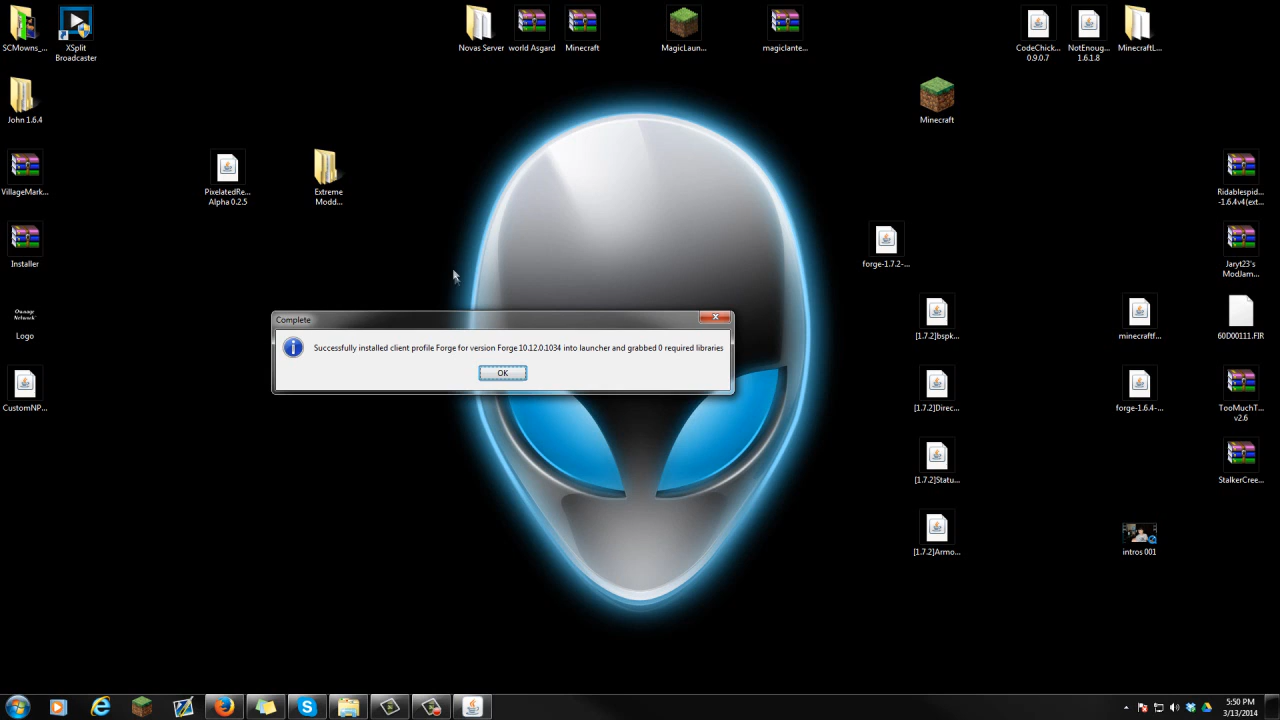 SCMowns_...
XSplit
Broadcaster
Novas Server
world Asgard
Minecraft
MagicLaun...
magiclante...
CodeChick...
0.9.0.7
NotEnoug...
1.6.1.8
MinecraftL...
John 1.6.4
Minecraft
VillageMark...
PixelatedRe...
Alpha 0.2.5
Extreme
Modd...
Ridablespid...
-1.6.4v4(ext...
Installer
forge-1.7.2-...
Jaryt23's
ModJam...
Ownage
Network
Logo
Complete
Successfully installed client profile Forge for version Forge 10.12.0.1034 into launcher and grabbed 0 required libraries
OK
[1.7.2]bspk...
minecraftf...
60D00111.FIR
CustomNP...
[1.7.2]Direc...
forge-1.6.4-...
TooMuchT...
v2.6
[1.7.2]Statu...
StalkerCree...
[1.7.2]Armo...
intros 001
5:50 PM
3/13/2014